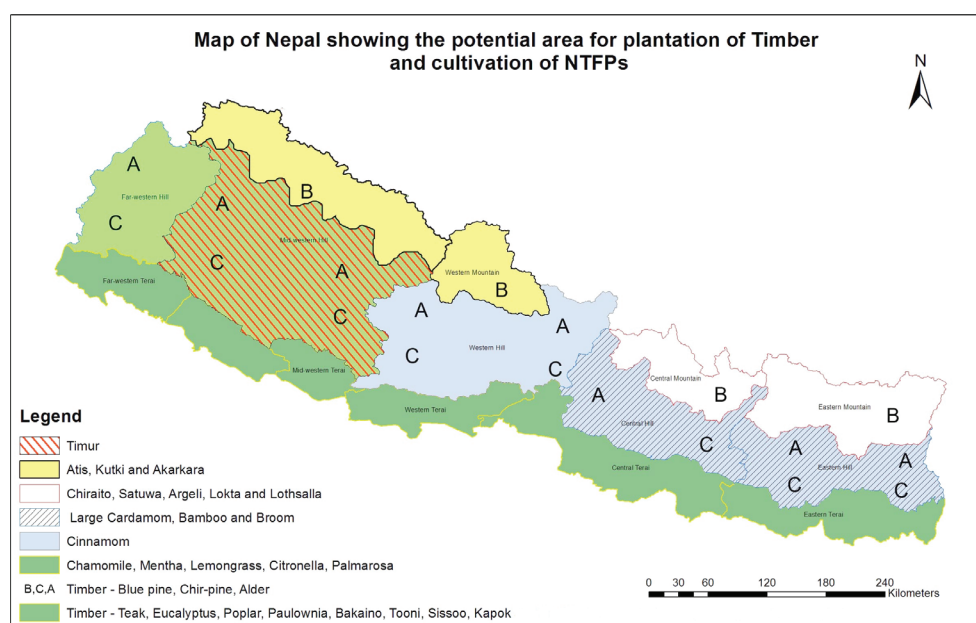 Map of Nepal showing the potential area for plantation of Timber
and cultivation of NTFPs
N
A
Far-western Hill
C
B
A
Mid-western Hill
C
A
C
Far-western Terai
Mid-western Terai
Western Mountain
B
A
A
Western Hill
C
C
Western Terai
Central Mountain
B
A
Central Hill
C
Central Terai
Eastern Mountain
B
A
A
Eastern Hill
C
C
Eastern Terai
Legend
Timur
Atis, Kutki and Akarkara
Chiraito, Satuwa, Argeli, Lokta and Lothsalla
Large Cardamom, Bamboo and Broom
Cinnamom
Chamomile, Mentha, Lemongrass, Citronella, Palmarosa
B,C,A Timber - Blue pine, Chir-pine, Alder
Timber - Teak, Eucalyptus, Poplar, Paulownia, Bakaino, Tooni, Sissoo, Kapok
0 30 60 120 180 240
Kilometers